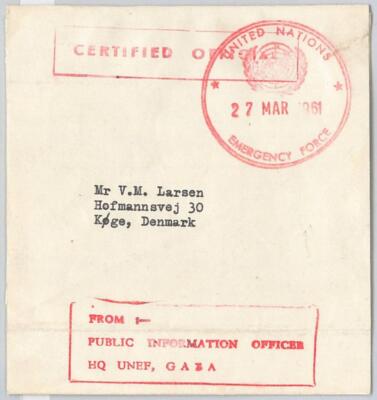 CERTIFIED OFFICIAL
UNITED NATIONS
27 MAR 1961
EMERGENCY FORCE
Mr V.M. Larsen
Hofmannsvej 30
Køge, Denmark
FROM :—
PUBLIC INFORMATION OFFICER
HQ UNEF, GAZA